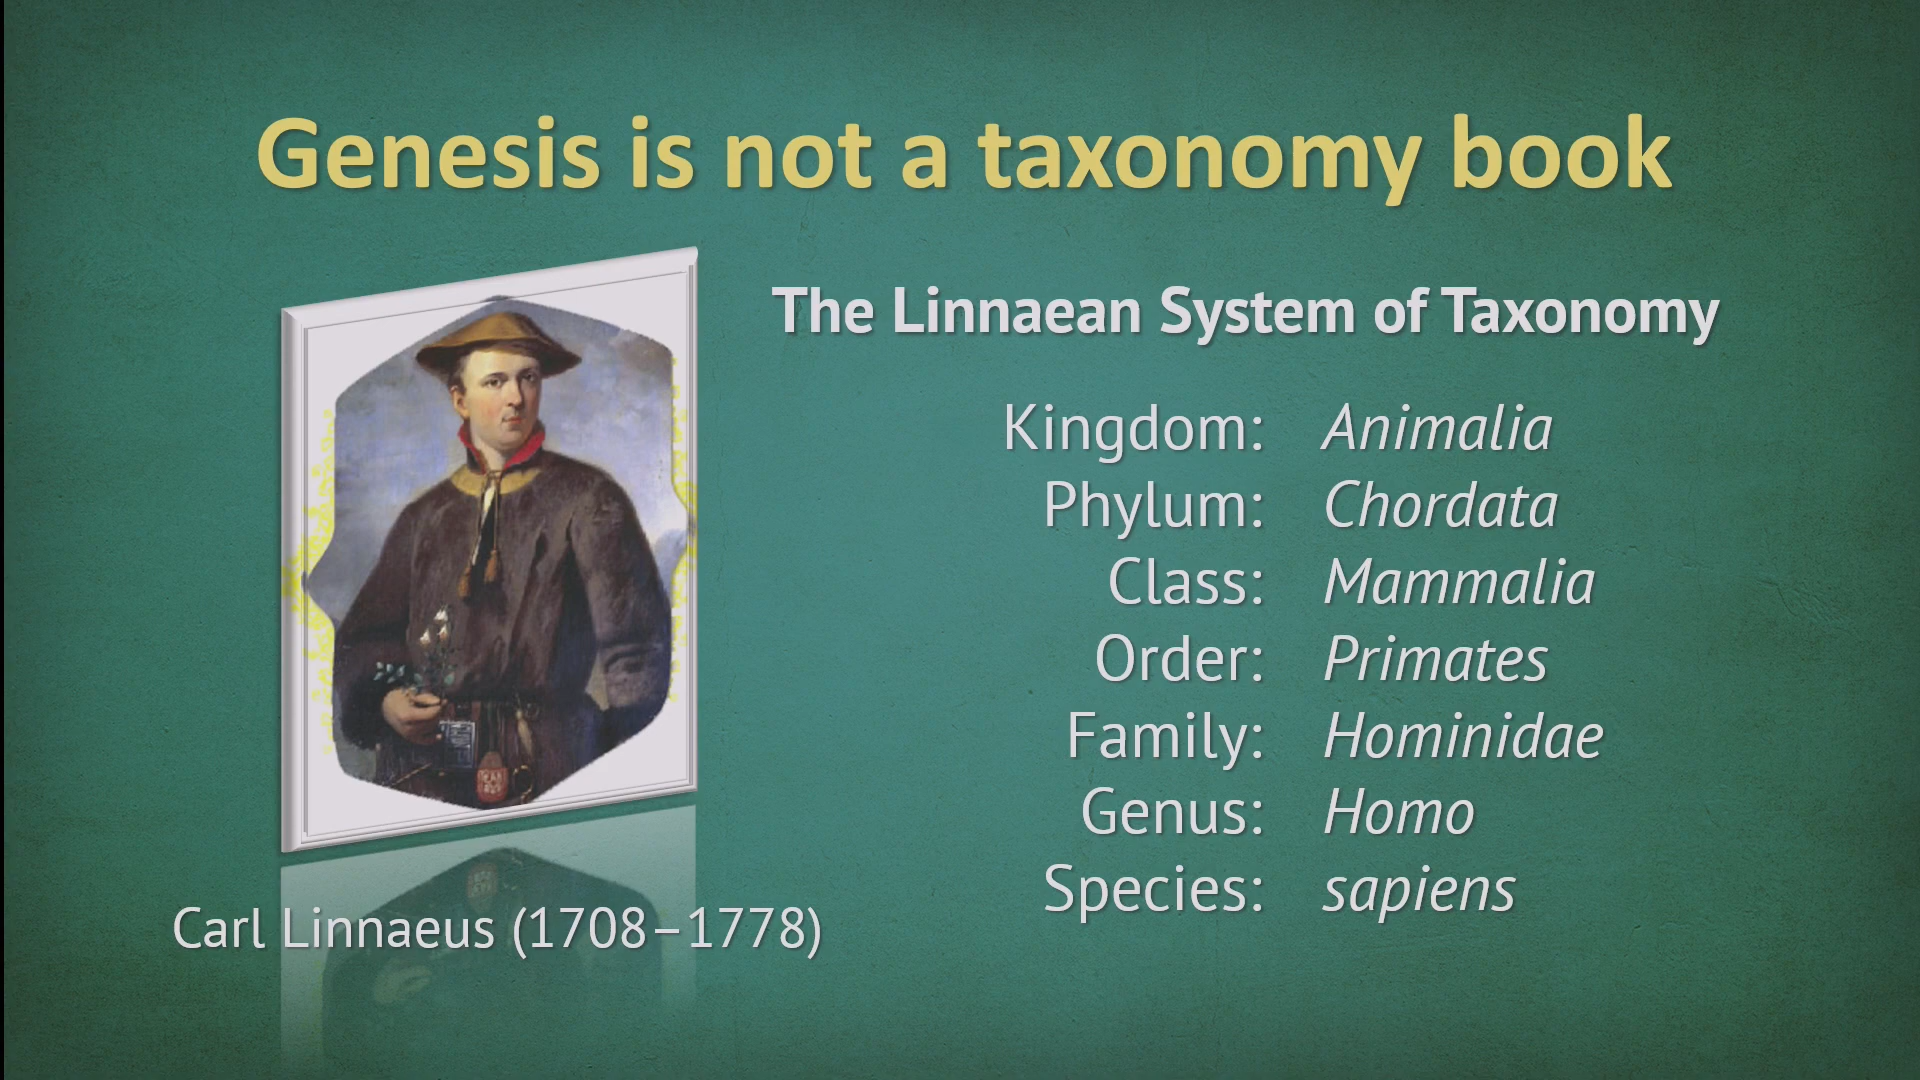 Genesis is not a taxonomy book
The Linnaean System of Taxonomy
Kingdom: Animalia
Phylum: Chordata
Class: Mammalia
Order: Primates
Family: Hominidae
Genus: Homo
Species: sapiens
Carl Linnaeus (1708–1778)